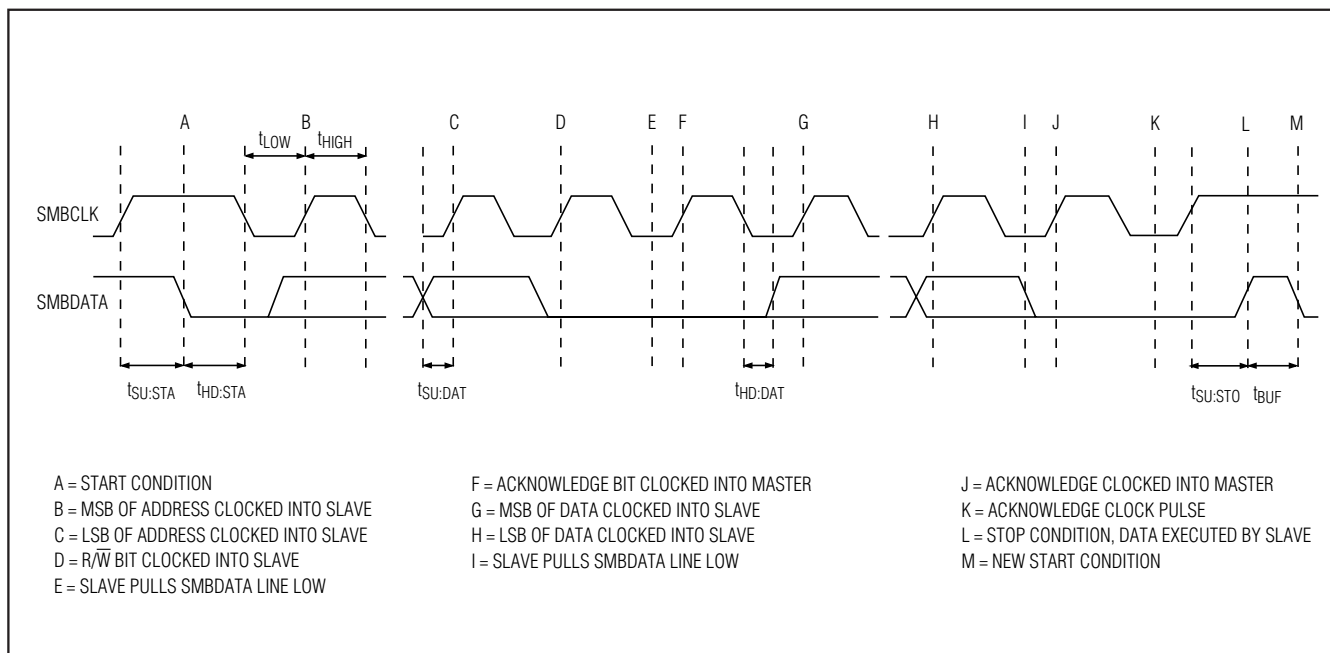 A B C D E F G H I J K L M
tLOW tHIGH
SMBCLK
SMBDATA
tSU:STA tHD:STA tSU:DAT tHD:DAT tSU:STO tBUF
A = START CONDITION
B = MSB OF ADDRESS CLOCKED INTO SLAVE
C = LSB OF ADDRESS CLOCKED INTO SLAVE
D = R/W̅ BIT CLOCKED INTO SLAVE
E = SLAVE PULLS SMBDATA LINE LOW
F = ACKNOWLEDGE BIT CLOCKED INTO MASTER
G = MSB OF DATA CLOCKED INTO SLAVE
H = LSB OF DATA CLOCKED INTO SLAVE
I = SLAVE PULLS SMBDATA LINE LOW
J = ACKNOWLEDGE CLOCKED INTO MASTER
K = ACKNOWLEDGE CLOCK PULSE
L = STOP CONDITION, DATA EXECUTED BY SLAVE
M = NEW START CONDITION